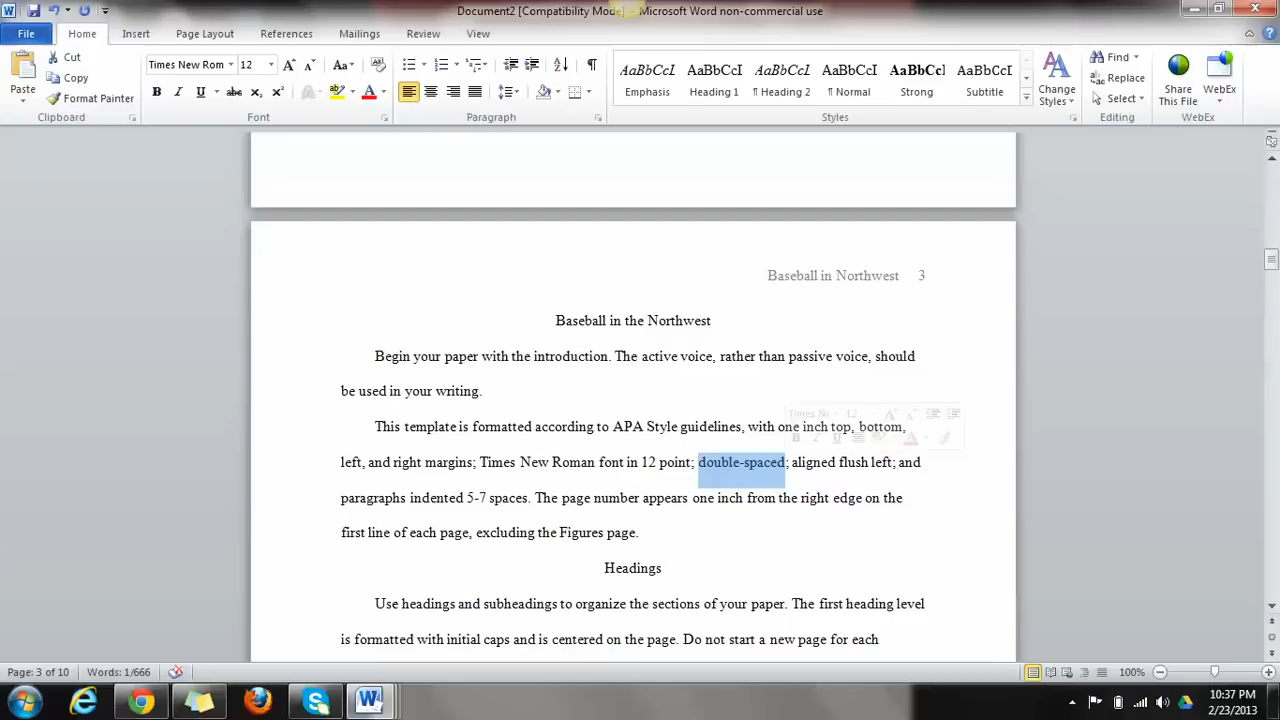 Document2 [Compatibility Mode] - Microsoft Word non-commercial use
File Home Insert Page Layout References Mailings Review View
Paste
Cut
Copy
Format Painter
Clipboard
Times New Rom 12
Font
Paragraph
AaBbCcI AaBbCcI AaBbCcI AaBbCcI AaBbCcI AaBbCcI
Emphasis Heading 1 ¶ Heading 2 ¶ Normal Strong Subtitle
Styles
Change
Styles
Find
Replace
Select
Editing
Share
This File
WebEx
WebEx
Baseball in Northwest 3
Baseball in the Northwest
Begin your paper with the introduction. The active voice, rather than passive voice, should
be used in your writing.
This template is formatted according to APA Style guidelines, with one inch top, bottom,
left, and right margins; Times New Roman font in 12 point; double-spaced; aligned flush left; and
paragraphs indented 5-7 spaces. The page number appears one inch from the right edge on the
first line of each page, excluding the Figures page.
Headings
Use headings and subheadings to organize the sections of your paper. The first heading level
is formatted with initial caps and is centered on the page. Do not start a new page for each
Page: 3 of 10 Words: 1/666 100%
10:37 PM
2/23/2013